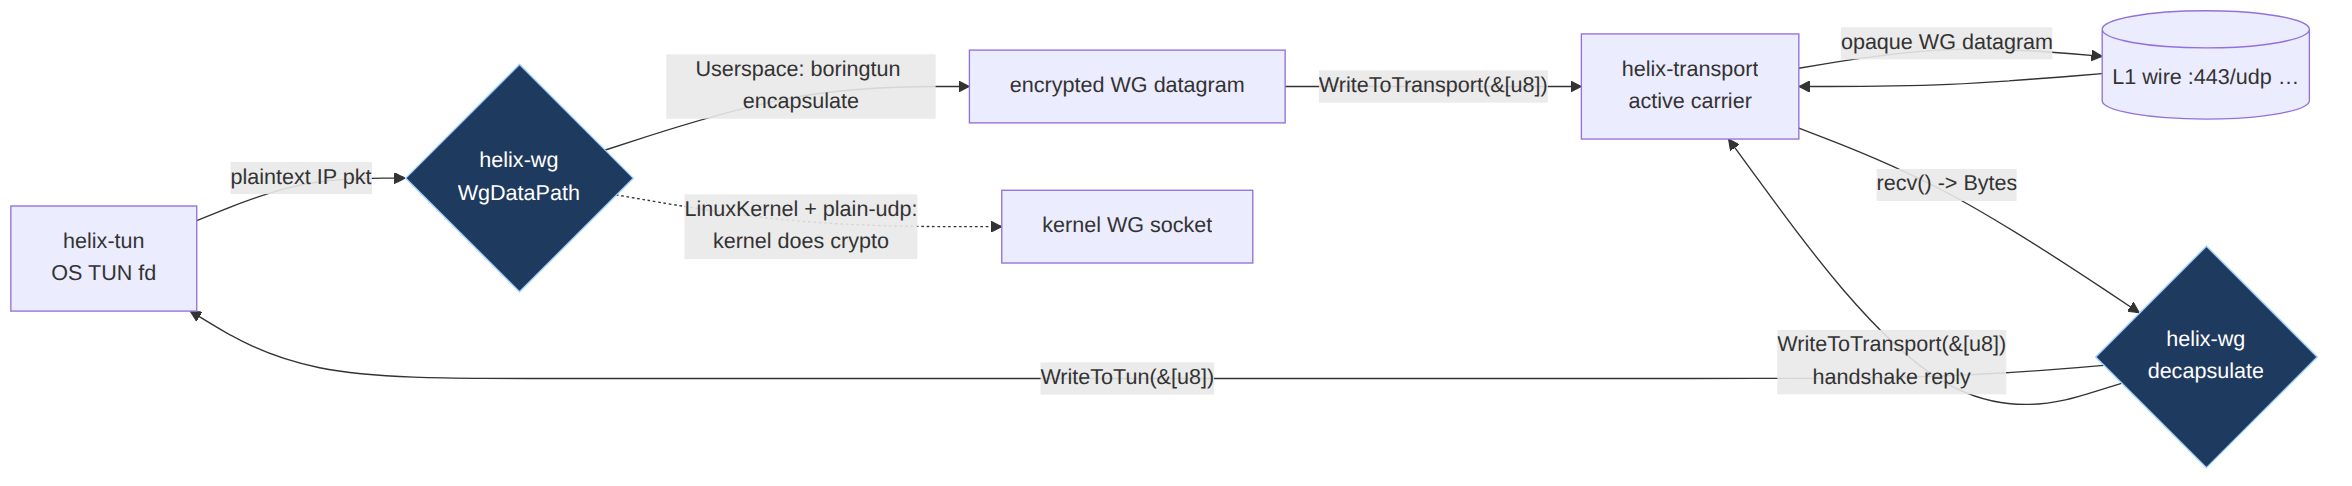 helix-tun
OS TUN fd
plaintext IP pkt
helix-wg
WgDataPath
Userspace: boringtun
encapsulate
LinuxKernel + plain-udp:
kernel does crypto
encrypted WG datagram
kernel WG socket
WriteToTransport(&[u8])
helix-transport
active carrier
opaque WG datagram
L1 wire :443/udp …
recv() -> Bytes
helix-wg
decapsulate
WriteToTransport(&[u8])
handshake reply
WriteToTun(&[u8])